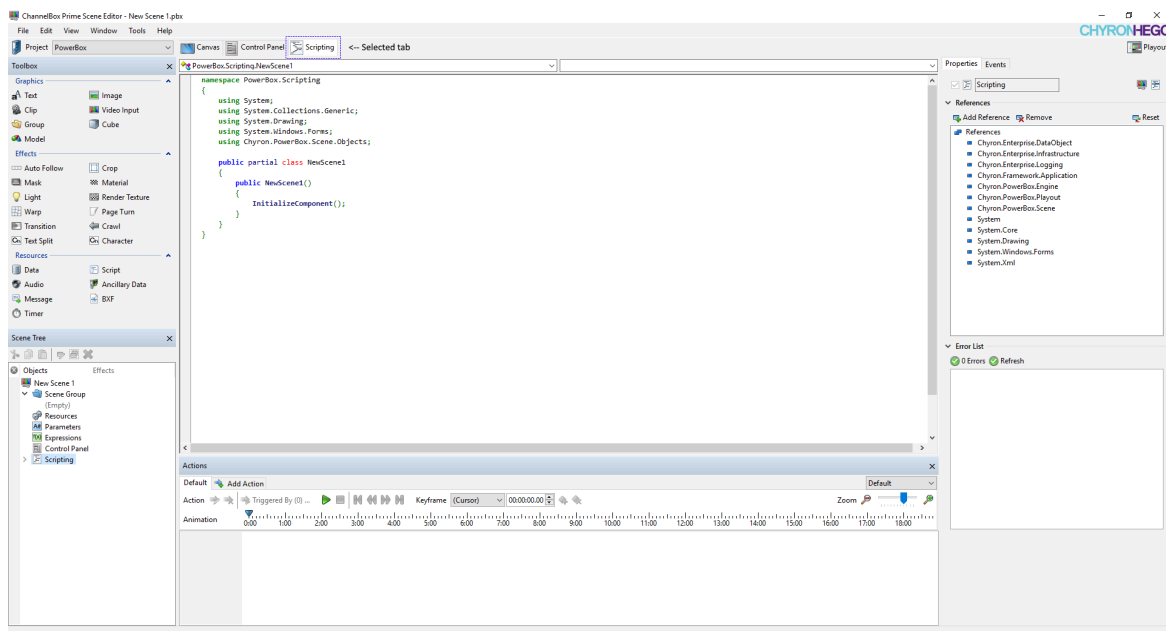 ChannelBox Prime Scene Editor - New Scene 1.pbx
File Edit View Window Tools Help
CHYRONHEGO
Project PowerBox
Canvas Control Panel Scripting <-- Selected tab
Playout
Toolbox
Graphics
Text Image
Clip Video Input
Group Cube
Model
Effects
Auto Follow Crop
Mask Material
Light Render Texture
Warp Page Turn
Transition Crawl
Text Split Character
Resources
Data Script
Audio Ancillary Data
Message BXF
Timer
Scene Tree
Objects Effects
New Scene 1
Scene Group
(Empty)
Resources
Parameters
Expressions
Control Panel
Scripting
PowerBox.Scripting.NewScene1
namespace PowerBox.Scripting
{
using System;
using System.Collections.Generic;
using System.Drawing;
using System.Windows.Forms;
using Chyron.PowerBox.Scene.Objects;
public partial class NewScene1
{
public NewScene1()
{
InitializeComponent();
}
}
}
Actions
Default Add Action
Default
Action Triggered By (0) ... Keyframe (Cursor) 00:00:00.00 Zoom
Animation 0:00 1:00 2:00 3:00 4:00 5:00 6:00 7:00 8:00 9:00 10:00 11:00 12:00 13:00 14:00 15:00 16:00 17:00 18:00
Properties Events
Scripting
References
Add Reference Remove Reset
References
Chyron.Enterprise.DataObject
Chyron.Enterprise.Infrastructure
Chyron.Enterprise.Logging
Chyron.Framework.Application
Chyron.PowerBox.Engine
Chyron.PowerBox.Playout
Chyron.PowerBox.Scene
System
System.Core
System.Drawing
System.Windows.Forms
System.Xml
Error List
0 Errors Refresh